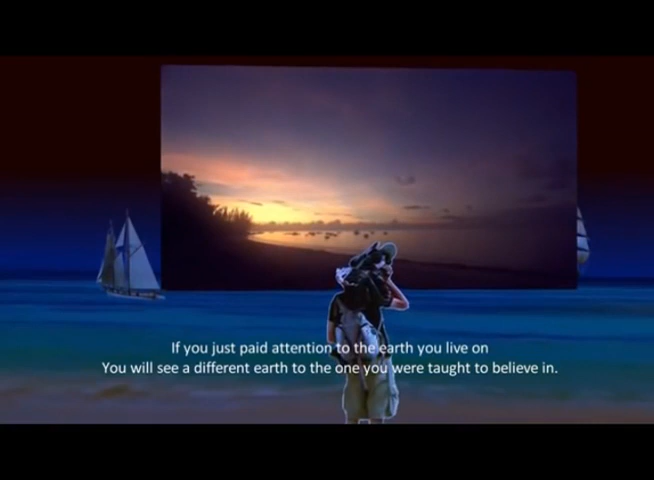 If you just paid attention to the earth you live on
You will see a different earth to the one you were taught to believe in.